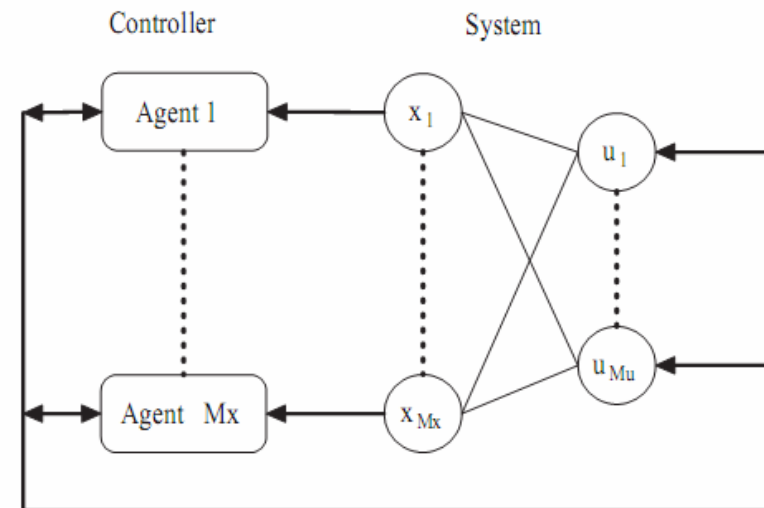 Controller
System
Agent 1
x1
u1
Agent Mx
xMx
uMu